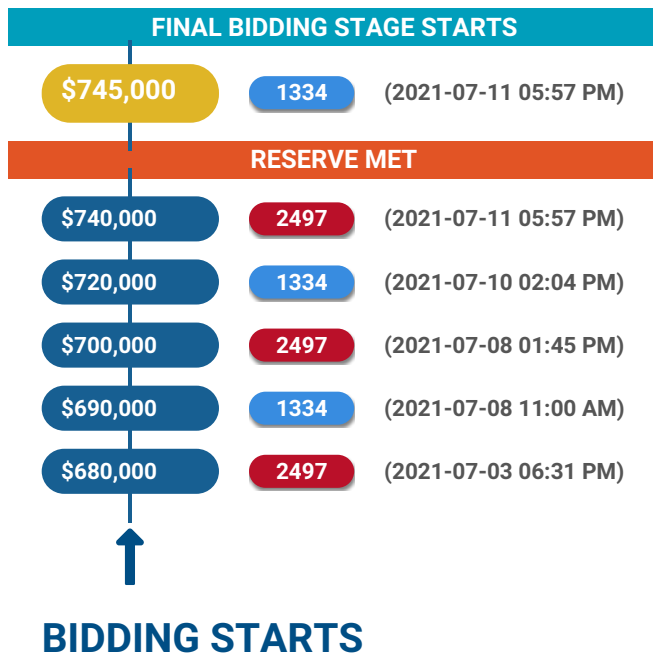 FINAL BIDDING STAGE STARTS
$745,000 1334 (2021-07-11 05:57 PM)
RESERVE MET
$740,000 2497 (2021-07-11 05:57 PM)
$720,000 1334 (2021-07-10 02:04 PM)
$700,000 2497 (2021-07-08 01:45 PM)
$690,000 1334 (2021-07-08 11:00 AM)
$680,000 2497 (2021-07-03 06:31 PM)
BIDDING STARTS